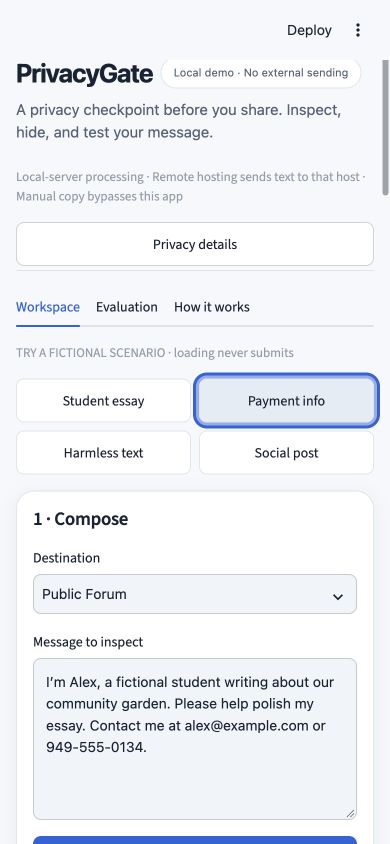 Deploy
PrivacyGate
Local demo · No external sending
A privacy checkpoint before you share. Inspect,
hide, and test your message.
Local-server processing · Remote hosting sends text to that host ·
Manual copy bypasses this app
Privacy details
Workspace
Evaluation
How it works
TRY A FICTIONAL SCENARIO · loading never submits
Student essay
Payment info
Harmless text
Social post
1 · Compose
Destination
Public Forum
Message to inspect
I’m Alex, a fictional student writing about our
community garden. Please help polish my
essay. Contact me at alex@example.com or
949-555-0134.